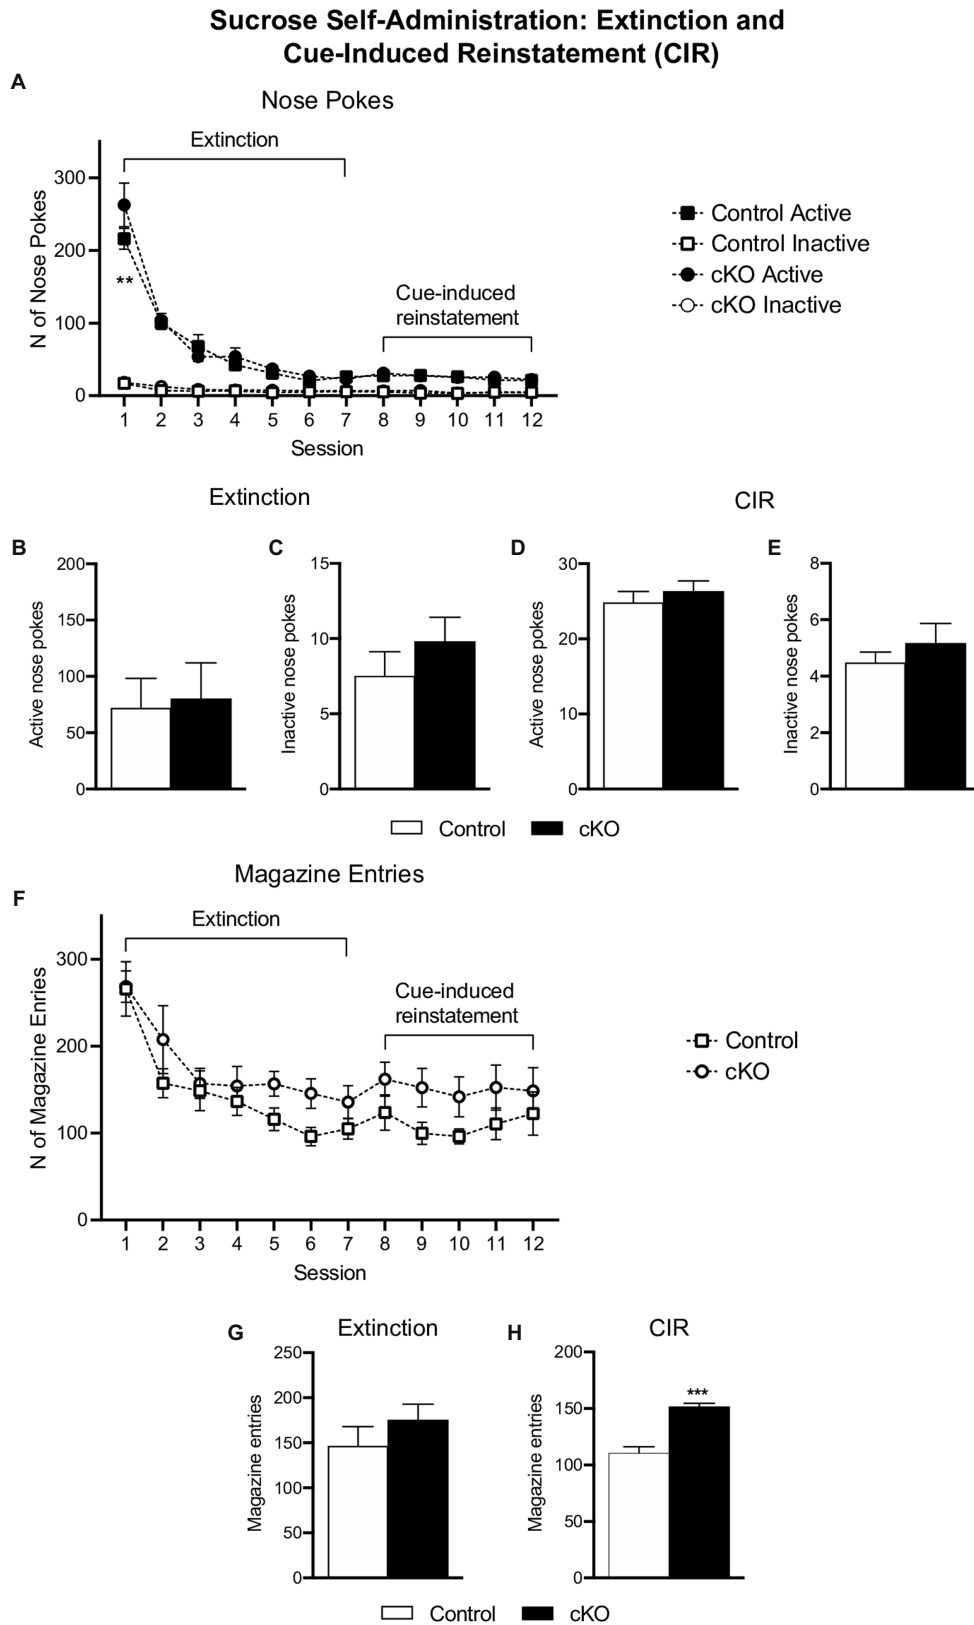 Sucrose Self-Administration: Extinction and
Cue-Induced Reinstatement (CIR)
A
Nose Pokes
Extinction
Cue-induced
reinstatement
N of Nose Pokes
300
200
100
0
**
1 2 3 4 5 6 7 8 9 10 11 12
Session
Control Active
Control Inactive
cKO Active
cKO Inactive
Extinction
CIR
B
Active nose pokes
200
150
100
50
0
C
Inactive nose pokes
15
10
5
0
D
Active nose pokes
30
20
10
0
E
Inactive nose pokes
8
6
4
2
0
Control cKO
Magazine Entries
F
Extinction
Cue-induced
reinstatement
N of Magazine Enries
300
200
100
0
1 2 3 4 5 6 7 8 9 10 11 12
Session
Control
cKO
G
Extinction
Magazine entries
250
200
150
100
50
0
H
CIR
Magazine entries
200
150
100
50
0
***
Control cKO